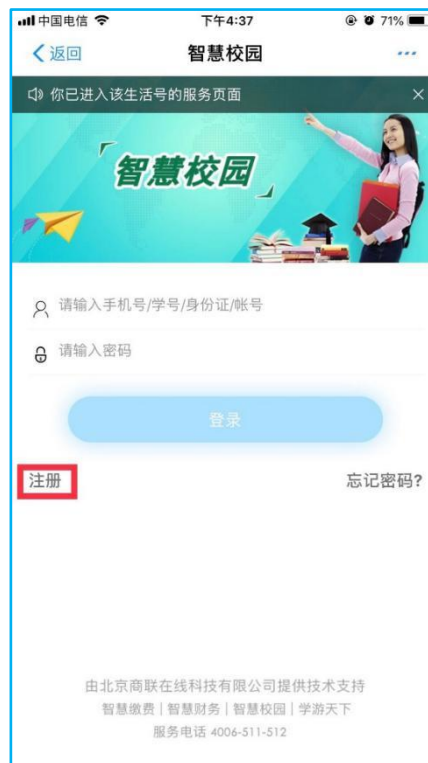 中国电信 下午4:37 71%
返回 智慧校园 ...
你已进入该生活号的服务页面
「智慧校园」
请输入手机号/学号/身份证/帐号
请输入密码
登录
注册 忘记密码?
由北京商联在线科技有限公司提供技术支持
智慧缴费|智慧财务|智慧校园|学游天下
服务电话 4006-511-512